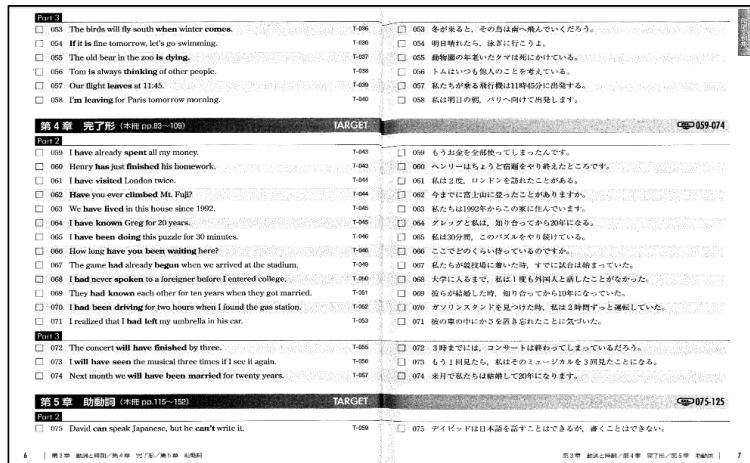 Part 3
053 The birds will fly south when winter comes. T-036 053 冬が来ると，その鳥は南へ飛んでいくだろう。
054 If it is fine tomorrow, let's go swimming. T-036 054 明日晴れたら，泳ぎに行こうよ。
055 The old bear in the zoo is dying. T-037 055 動物園の年老いたクマは死にかけている。
056 Tom is always thinking of other people. T-038 056 トムはいつも他人のことを考えている。
057 Our flight leaves at 11:45. T-039 057 私たちが乗る飛行機は11時45分に出発する。
058 I'm leaving for Paris tomorrow morning. T-040 058 私は明日の朝，パリへ向けて出発します。
第4章 完了形（本冊 pp.83〜109） TARGET 059-074
Part 2
059 I have already spent all my money. T-043 059 もうお金を全部使ってしまったんです。
060 Henry has just finished his homework. T-043 060 ヘンリーはちょうど宿題をやり終えたところです。
061 I have visited London twice. T-044 061 私は2度，ロンドンを訪れたことがある。
062 Have you ever climbed Mt. Fuji? T-044 062 今までに富士山に登ったことがありますか。
063 We have lived in this house since 1992. T-045 063 私たちは1992年からこの家に住んでいます。
064 I have known Greg for 20 years. T-045 064 グレッグと私は，知り合ってから20年になる。
065 I have been doing this puzzle for 30 minutes. T-046 065 私は30分間，このパズルをやり続けている。
066 How long have you been waiting here? T-046 066 ここでどのくらい待っているのですか。
067 The game had already begun when we arrived at the stadium. T-049 067 私たちが競技場に着いた時，すでに試合は始まっていた。
068 I had never spoken to a foreigner before I entered college. T-050 068 大学に入るまで，私は1度も外国人と話したことがなかった。
069 They had known each other for ten years when they got married. T-051 069 彼らが結婚した時，知り合ってから10年になっていた。
070 I had been driving for two hours when I found the gas station. T-052 070 ガソリンスタンドを見つけた時，私は2時間ずっと運転していた。
071 I realized that I had left my umbrella in his car. T-053 071 彼の車の中にかさを置き忘れたことに気づいた。
Part 3
072 The concert will have finished by three. T-055 072 3時までには，コンサートは終わってしまっているだろう。
073 I will have seen the musical three times if I see it again. T-056 073 もう1回見たら，私はそのミュージカルを3回見たことになる。
074 Next month we will have been married for twenty years. T-057 074 来月で私たちは結婚して20年になります。
第5章 助動詞（本冊 pp.115〜152） TARGET 075-125
Part 2
075 David can speak Japanese, but he can't write it. T-059 075 デイビッドは日本語を話すことはできるが，書くことはできない。
6 第3章 動詞と時制／第4章 完了形／第5章 助動詞 第3章 動詞と時制／第4章 完了形／第5章 助動詞 7